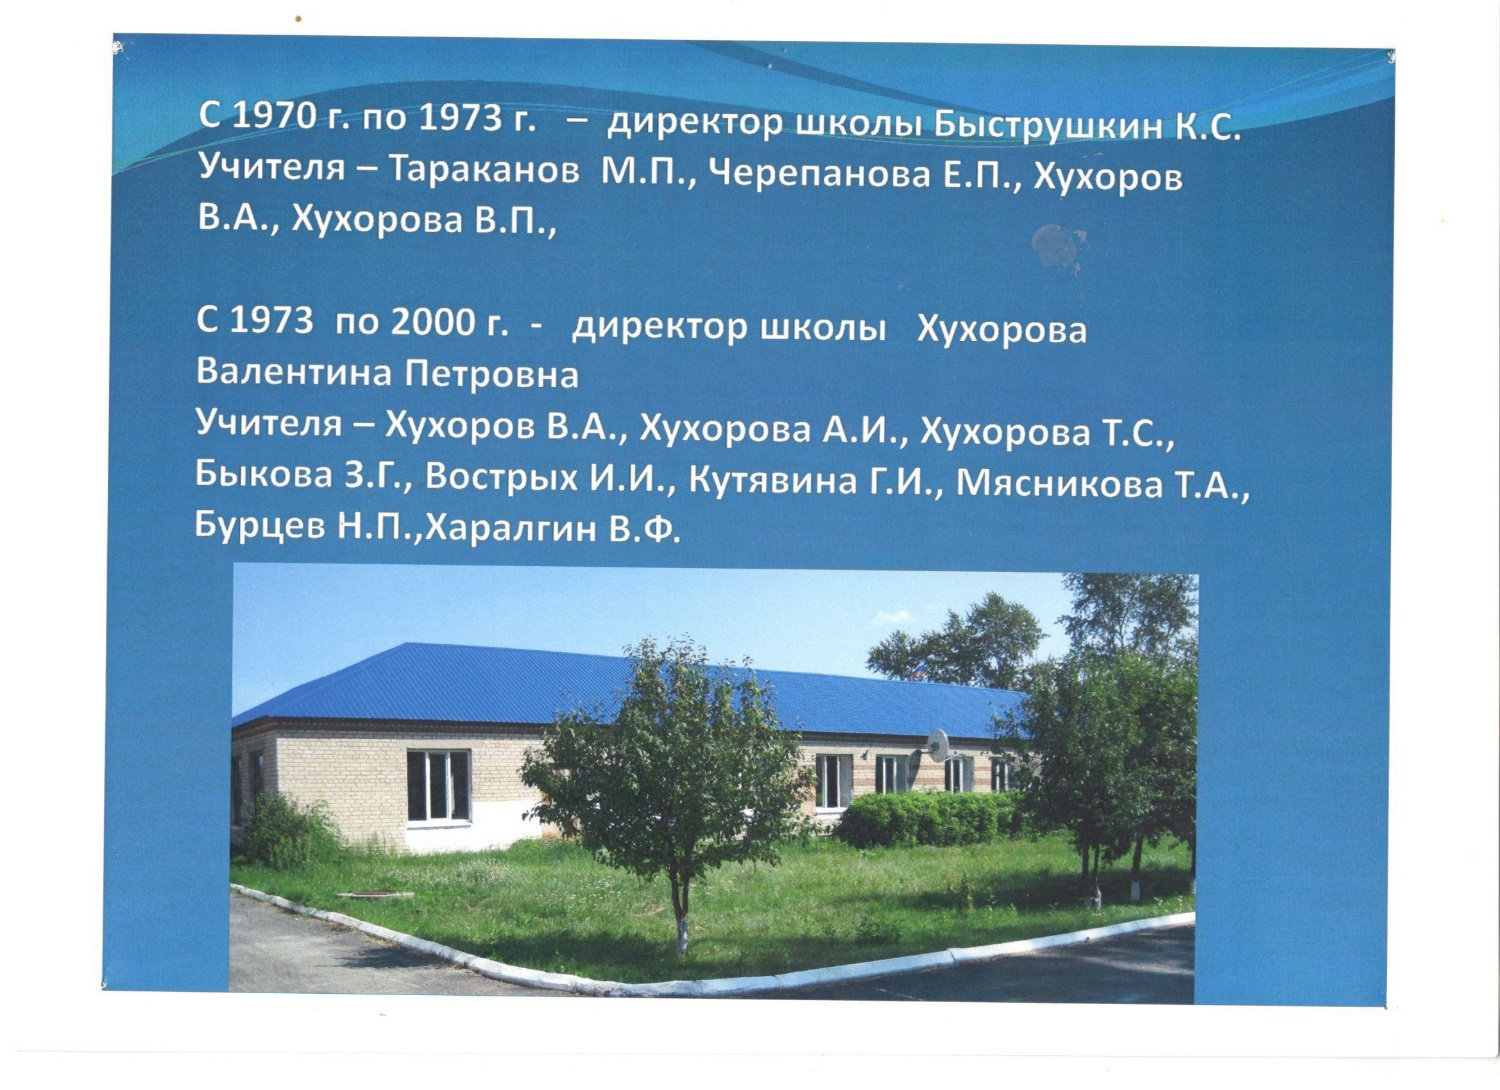 С 1970 г. по 1973 г. – директор школы Быструшкин К.С.
Учителя – Тараканов М.П., Черепанова Е.П., Хухоров
В.А., Хухорова В.П.,
С 1973 по 2000 г. - директор школы Хухорова
Валентина Петровна
Учителя – Хухоров В.А., Хухорова А.И., Хухорова Т.С.,
Быкова З.Г., Вострых И.И., Кутявина Г.И., Мясникова Т.А.,
Бурцев Н.П.,Харалгин В.Ф.